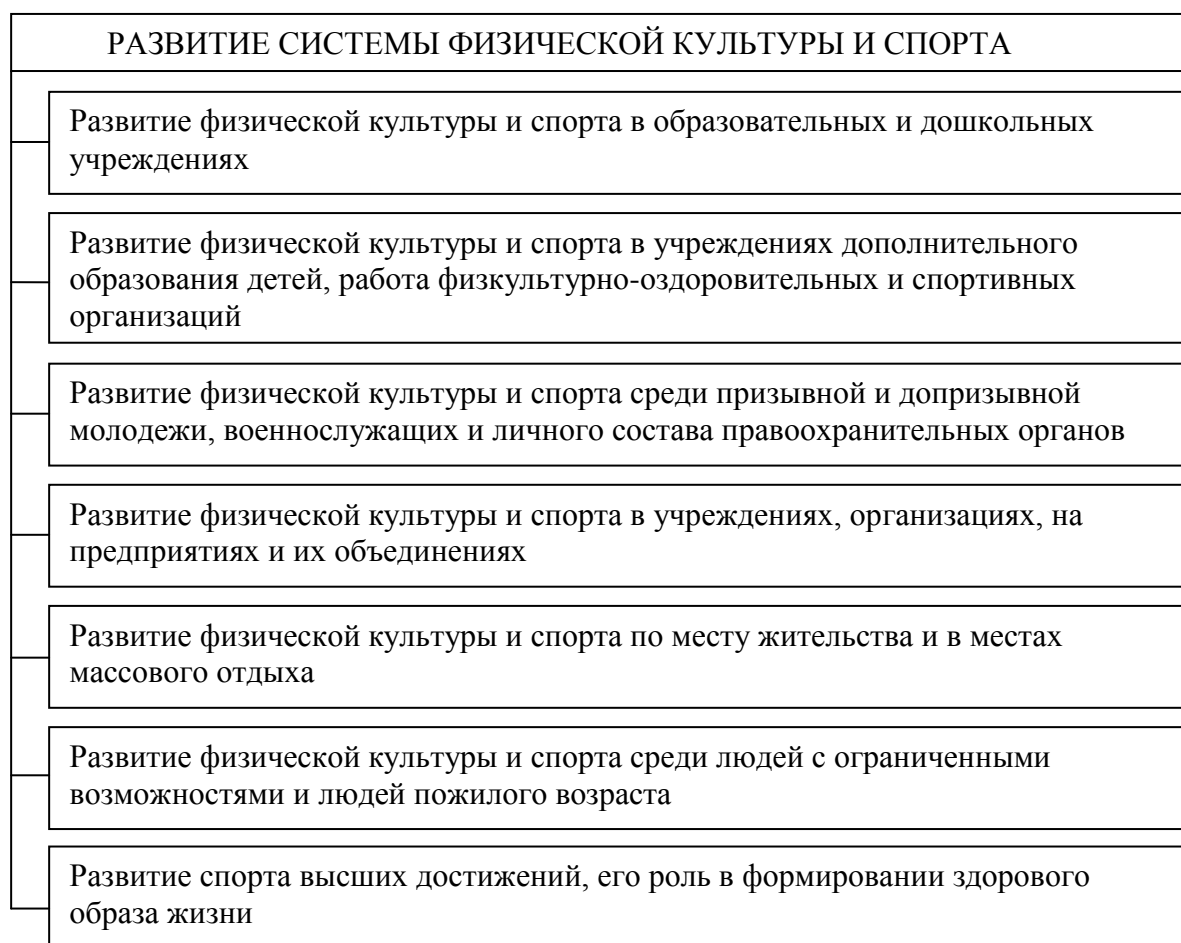 РАЗВИТИЕ СИСТЕМЫ ФИЗИЧЕСКОЙ КУЛЬТУРЫ И СПОРТА
Развитие физической культуры и спорта в образовательных и дошкольных
учреждениях
Развитие физической культуры и спорта в учреждениях дополнительного
образования детей, работа физкультурно-оздоровительных и спортивных
организаций
Развитие физической культуры и спорта среди призывной и допризывной
молодежи, военнослужащих и личного состава правоохранительных органов
Развитие физической культуры и спорта в учреждениях, организациях, на
предприятиях и их объединениях
Развитие физической культуры и спорта по месту жительства и в местах
массового отдыха
Развитие физической культуры и спорта среди людей с ограниченными
возможностями и людей пожилого возраста
Развитие спорта высших достижений, его роль в формировании здорового
образа жизни